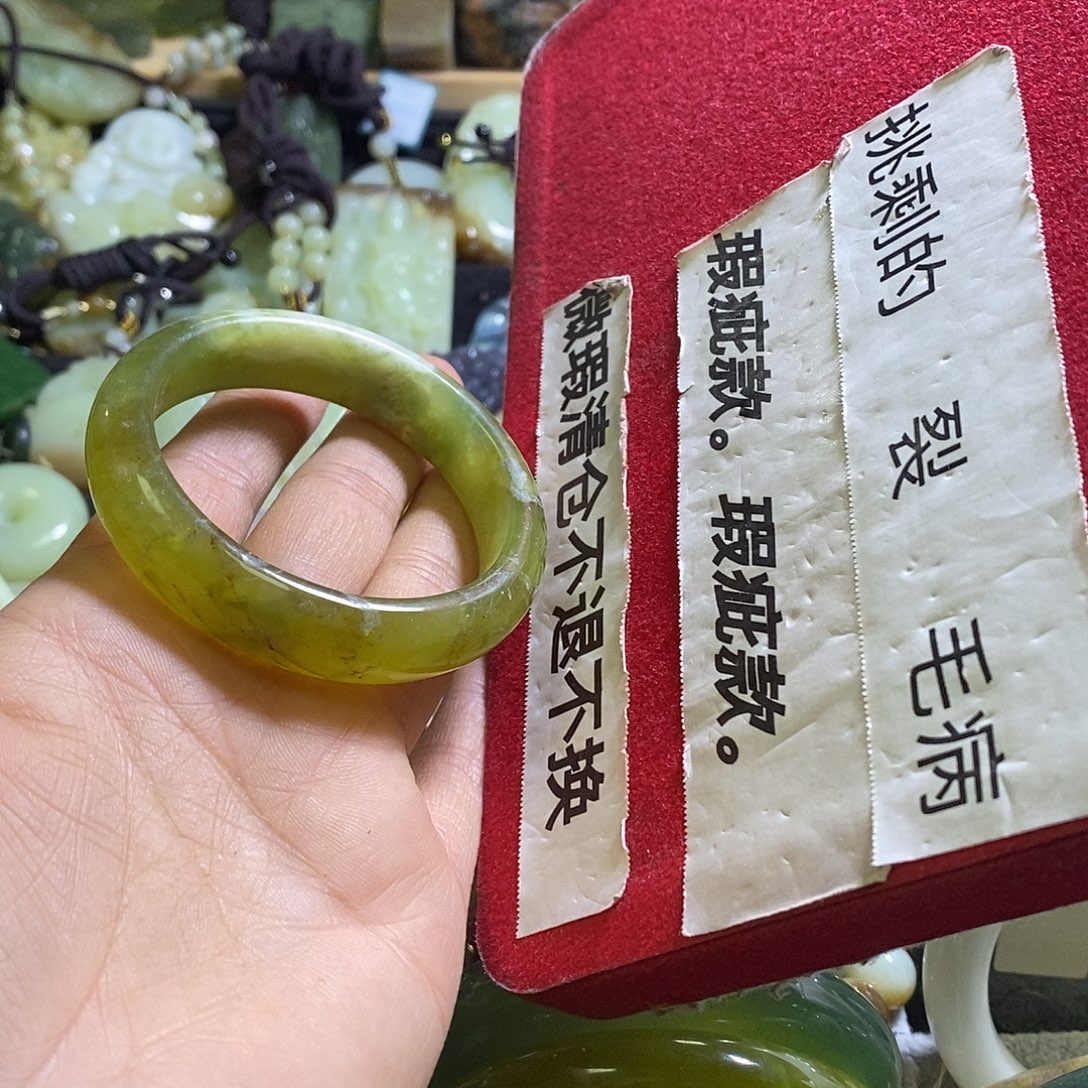 挑剩的 裂 毛病
瑕疵款。瑕疵款。
微瑕清仓不退不换